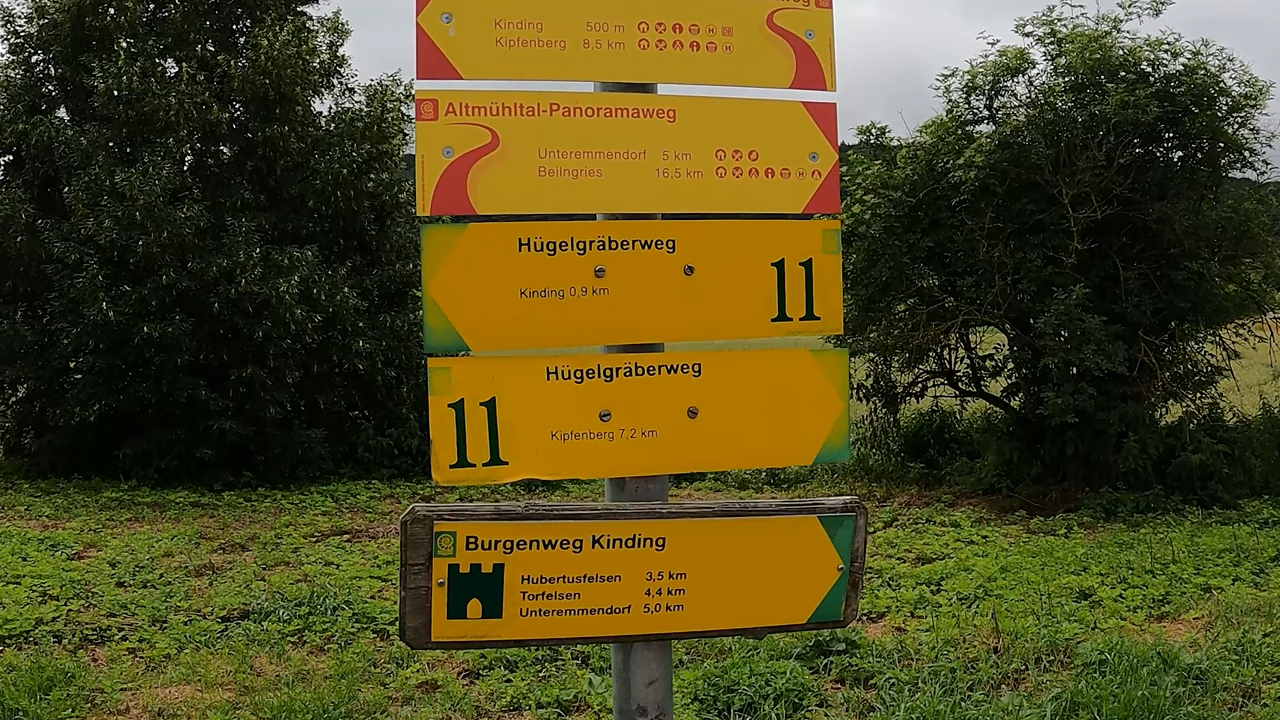 Kinding 500 m
Kipfenberg 8,5 km
Altmühltal-Panoramaweg
Unteremmendorf 5 km
Beilngries 16,5 km
Hügelgräberweg
Kinding 0,9 km
11
Hügelgräberweg
11
Kipfenberg 7,2 km
Burgenweg Kinding
Hubertusfelsen 3,5 km
Torfelsen 4,4 km
Unteremmendorf 5,0 km